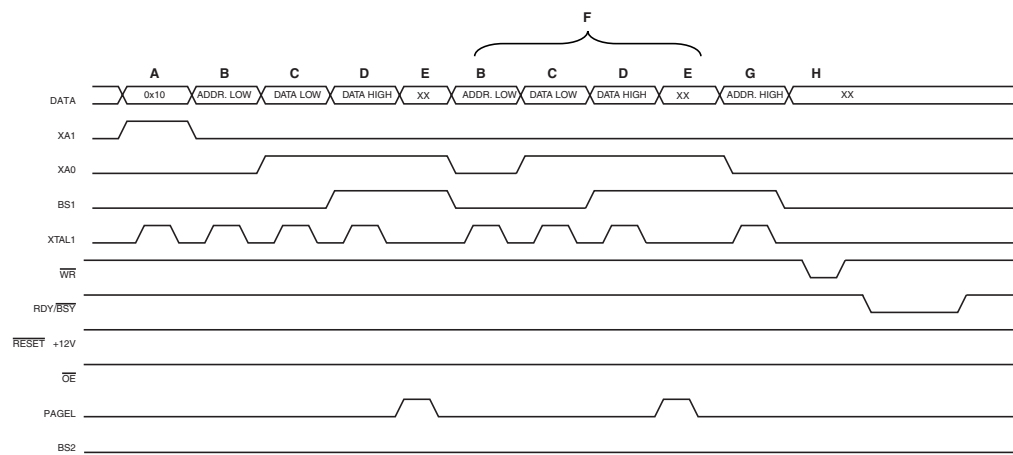 F
A B C D E B C D E G H
DATA 0x10 ADDR. LOW DATA LOW DATA HIGH XX ADDR. LOW DATA LOW DATA HIGH XX ADDR. HIGH XX
XA1
XA0
BS1
XTAL1
WR
RDY/BSY
RESET +12V
OE
PAGEL
BS2